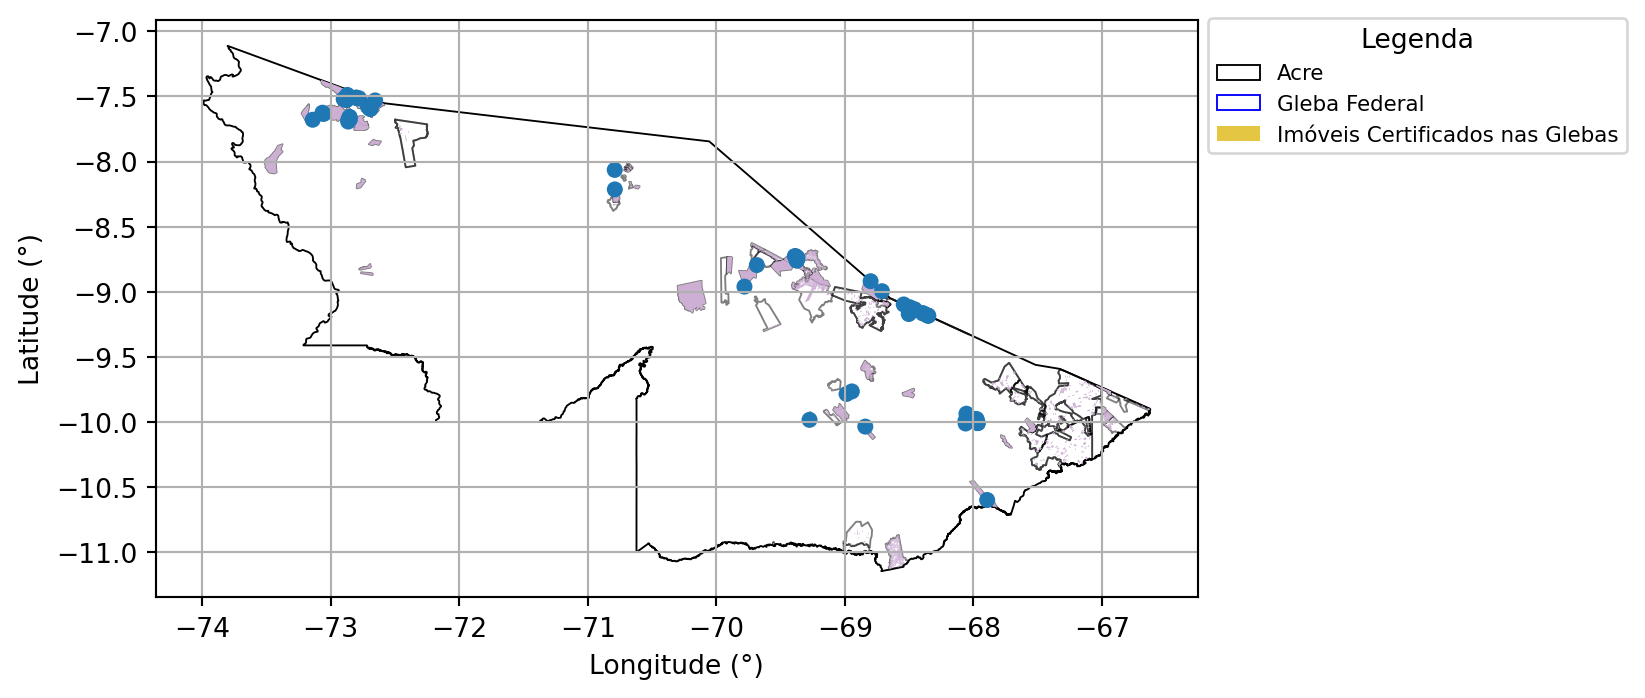 Legenda
Acre
Gleba Federal
Imóveis Certificados nas Glebas
Latitude (°)
−7.0
−7.5
−8.0
−8.5
−9.0
−9.5
−10.0
−10.5
−11.0
−74 −73 −72 −71 −70 −69 −68 −67
Longitude (°)